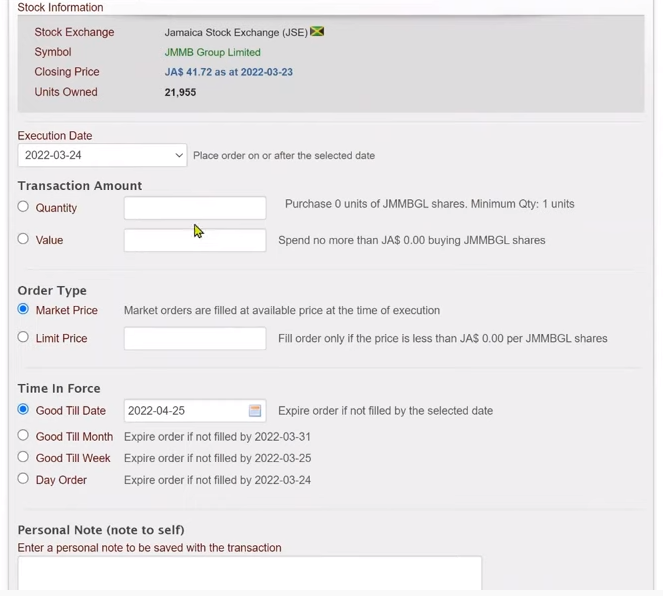 Stock Information
Stock Exchange Jamaica Stock Exchange (JSE)
Symbol JMMB Group Limited
Closing Price JA$ 41.72 as at 2022-03-23
Units Owned 21,955
Execution Date
2022-03-24 Place order on or after the selected date
Transaction Amount
Quantity Purchase 0 units of JMMBGL shares. Minimum Qty: 1 units
Value Spend no more than JA$ 0.00 buying JMMBGL shares
Order Type
Market Price Market orders are filled at available price at the time of execution
Limit Price Fill order only if the price is less than JA$ 0.00 per JMMBGL shares
Time In Force
Good Till Date 2022-04-25 Expire order if not filled by the selected date
Good Till Month Expire order if not filled by 2022-03-31
Good Till Week Expire order if not filled by 2022-03-25
Day Order Expire order if not filled by 2022-03-24
Personal Note (note to self)
Enter a personal note to be saved with the transaction